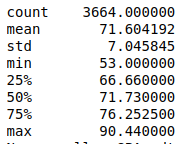 count 3664.000000
mean 71.604192
std 7.045845
min 53.000000
25% 66.660000
50% 71.730000
75% 76.252500
max 90.440000